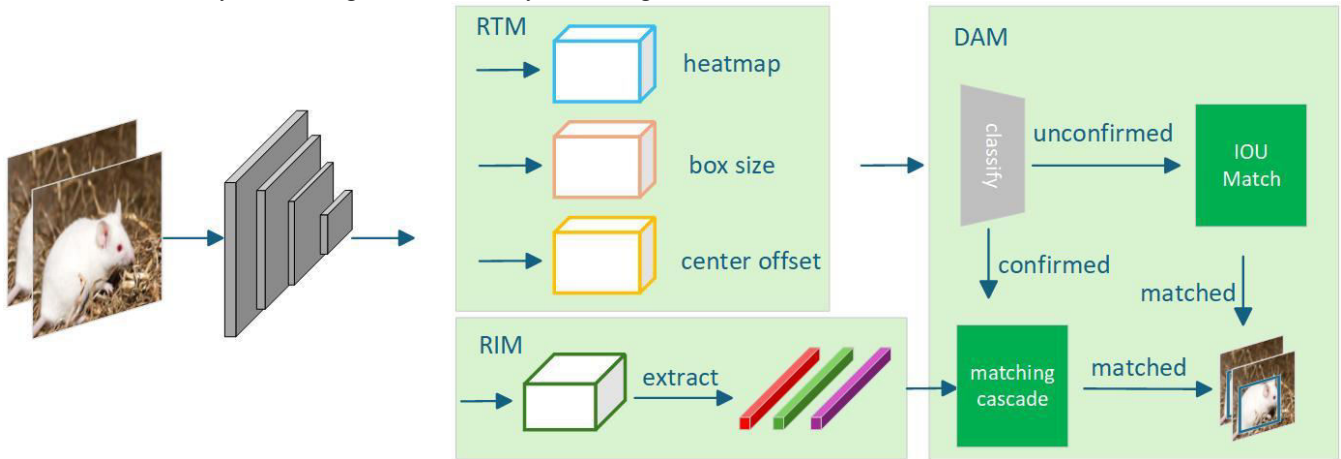 RTM
heatmap
box size
center offset
RIM
extract
DAM
classify
unconfirmed
IOU
Match
confirmed
matched
matching
cascade
matched